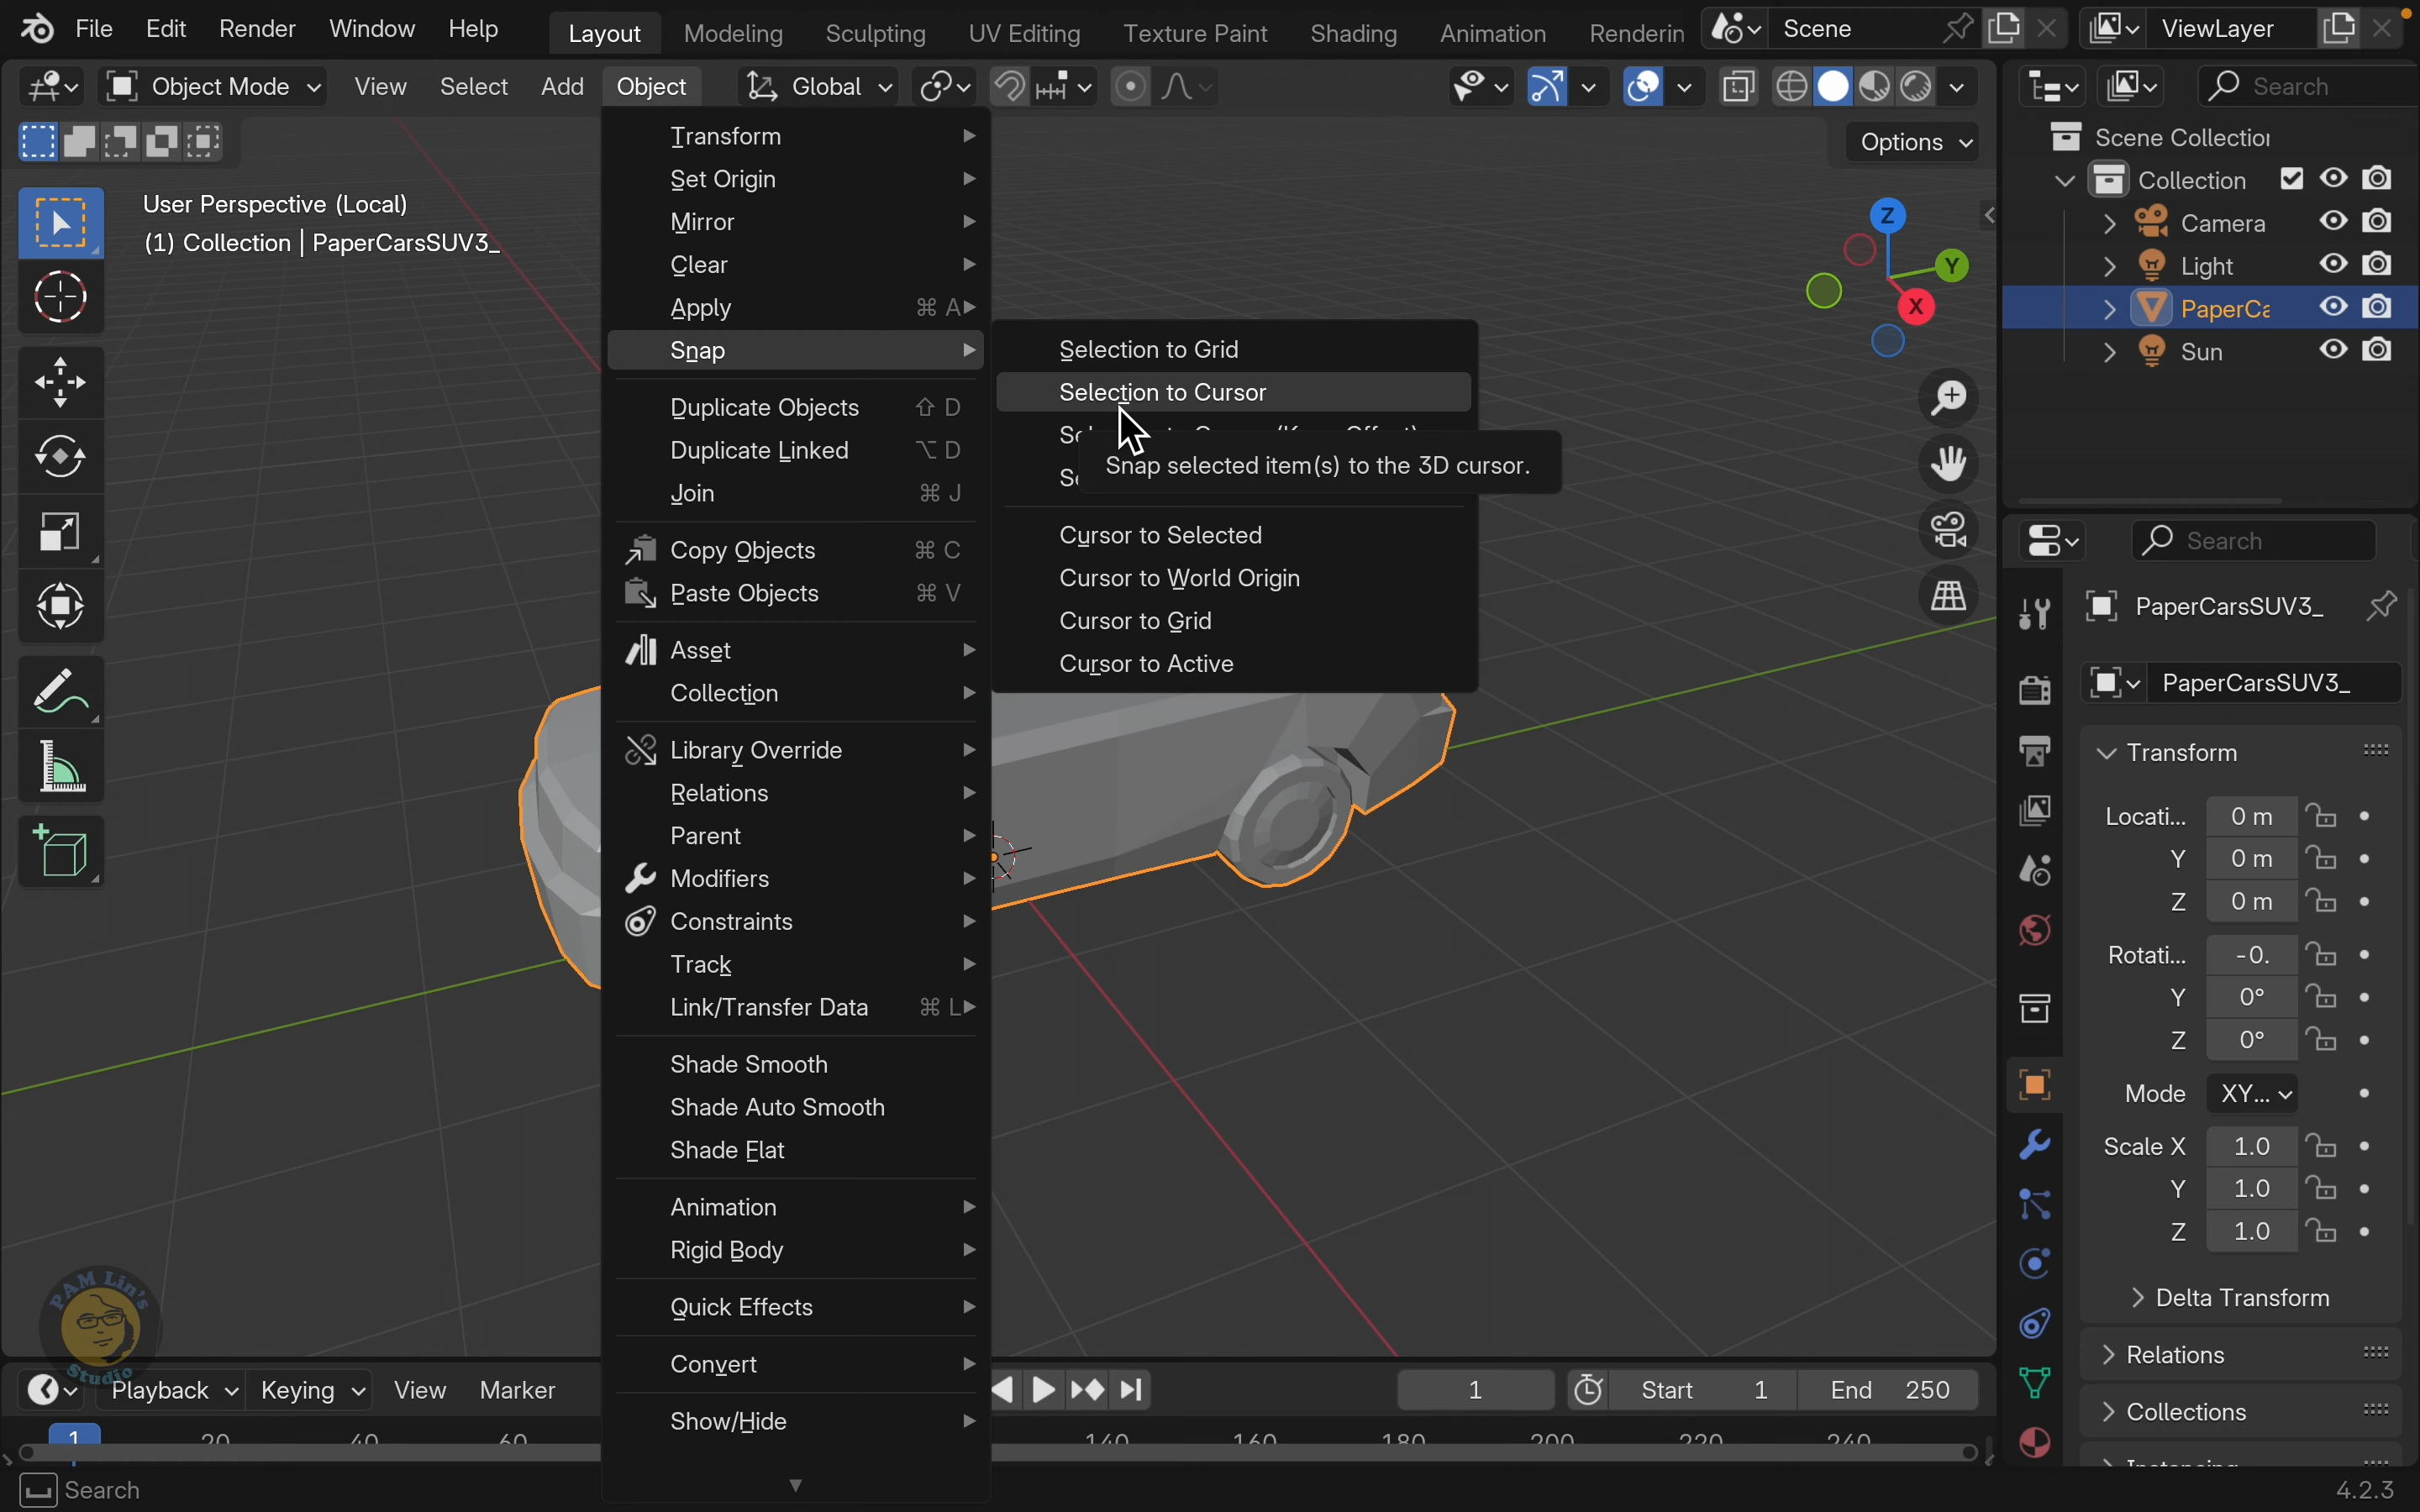 File Edit Render Window Help Layout Modeling Sculpting UV Editing Texture Paint Shading Animation Renderin Scene ViewLayer
Object Mode View Select Add Object Global Search
Options
User Perspective (Local)
(1) Collection | PaperCarsSUV3_
Transform
Set Origin
Mirror
Clear
Apply ⌘ A
Snap
Duplicate Objects ⇧ D
Duplicate Linked ⌥ D
Join ⌘ J
Copy Objects ⌘ C
Paste Objects ⌘ V
Asset
Collection
Library Override
Relations
Parent
Modifiers
Constraints
Track
Link/Transfer Data ⌘ L
Shade Smooth
Shade Auto Smooth
Shade Flat
Animation
Rigid Body
Quick Effects
Convert
Show/Hide
Selection to Grid
Selection to Cursor
Snap selected item(s) to the 3D cursor.
Cursor to Selected
Cursor to World Origin
Cursor to Grid
Cursor to Active
Z
Y
X
Scene Collection
Collection
Camera
Light
PaperCa
Sun
Search
PaperCarsSUV3_
PaperCarsSUV3_
Transform
Locati... 0 m
Y 0 m
Z 0 m
Rotati... -0.
Y 0°
Z 0°
Mode XY...
Scale X 1.0
Y 1.0
Z 1.0
Delta Transform
Relations
Collections
PAM Lin's
Studio
Playback Keying View Marker 1 Start 1 End 250
1 20 40 60 140 160 180 200 220 240
Search 4.2.3